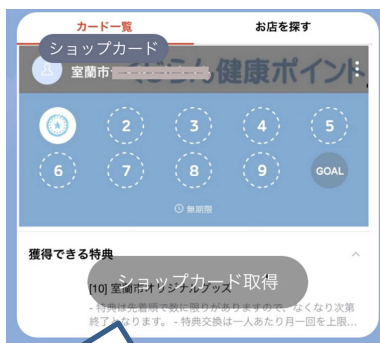 カード一覧 お店を探す
ショップカード
室蘭市
くじらん健康ポイント
2 3 4 5
6 7 8 9 GOAL
無期限
獲得できる特典
[10] 室蘭市オリジナルグッズ
ショップカード取得
- 特典は先着順で数に限りがありますので、なくなり次第
終了となります。 - 特典交換は一人あたり月一回を上限...